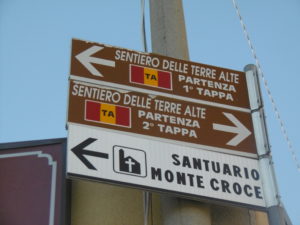 SENTIERO DELLE TERRE ALTE
TA PARTENZA
1° TAPPA
SENTIERO DELLE TERRE ALTE
TA PARTENZA
2° TAPPA
SANTUARIO
MONTE CROCE